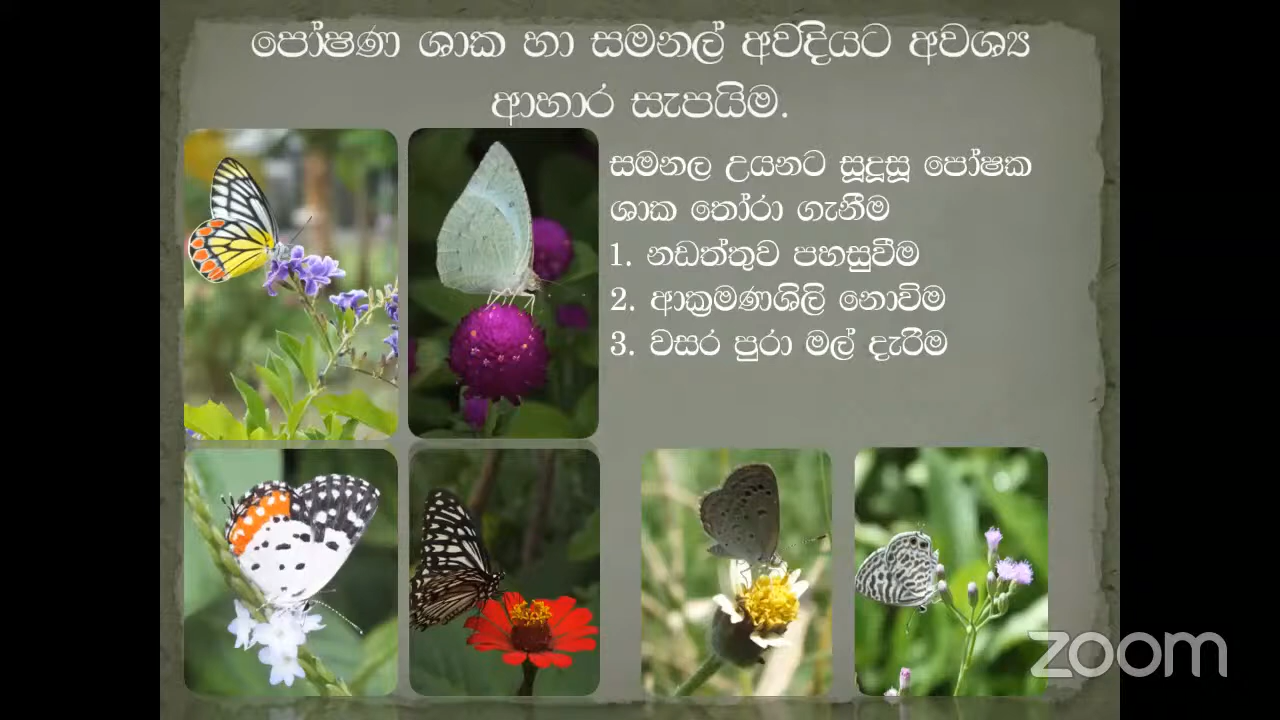 පෝෂණ ශාක හා සමනල් අවදියට අවශ්‍ය
ආහාර සැපයිම.
සමනල උයනට සූදූසූ පෝෂක
ශාක තෝරා ගැනීම
1. නඩත්තුව පහසුවීම
2. ආක්‍රමණශිලි නොවිම
3. වසර පුරා මල් දැරීම
zoom